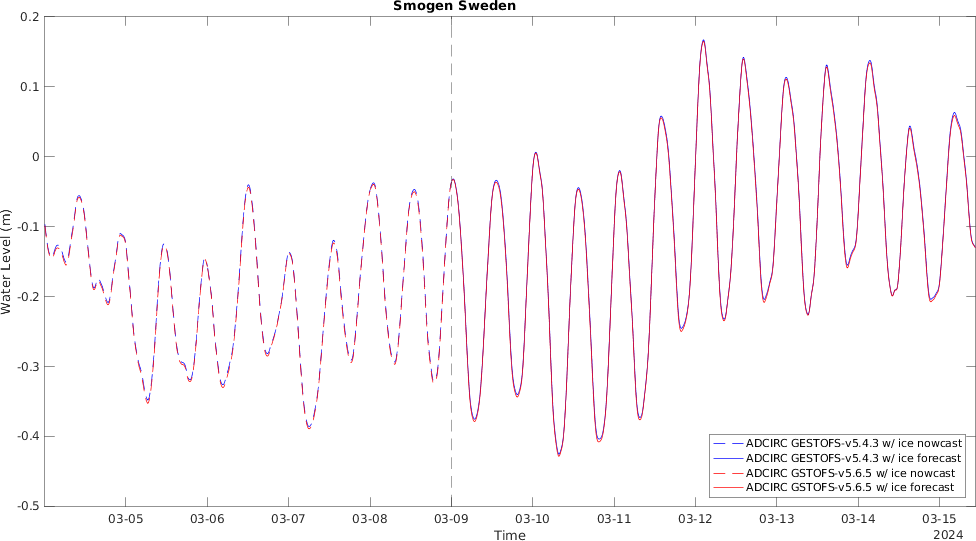 Smogen Sweden
0.2
0.1
0
-0.1
-0.2
-0.3
-0.4
-0.5
Water Level (m)
ADCIRC GESTOFS-v5.4.3 w/ ice nowcast
ADCIRC GESTOFS-v5.4.3 w/ ice forecast
ADCIRC GSTOFS-v5.6.5 w/ ice nowcast
ADCIRC GSTOFS-v5.6.5 w/ ice forecast
03-05 03-06 03-07 03-08 03-09 03-10 03-11 03-12 03-13 03-14 03-15
Time
2024